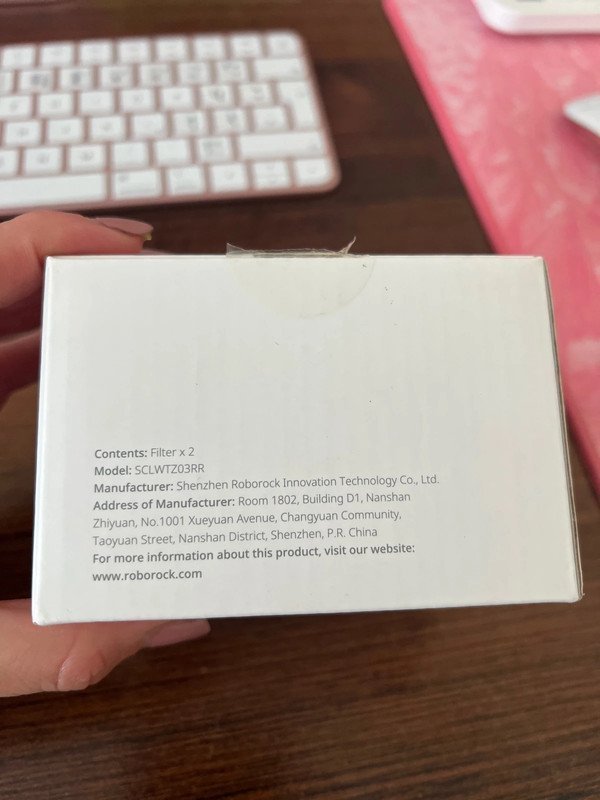 Contents: Filter x 2
Model: SCLWTZ03RR
Manufacturer: Shenzhen Roborock Innovation Technology Co., Ltd.
Address of Manufacturer: Room 1802, Building D1, Nanshan
Zhiyuan, No.1001 Xueyuan Avenue, Changyuan Community,
Taoyuan Street, Nanshan District, Shenzhen, P.R. China
For more information about this product, visit our website:
www.roborock.com